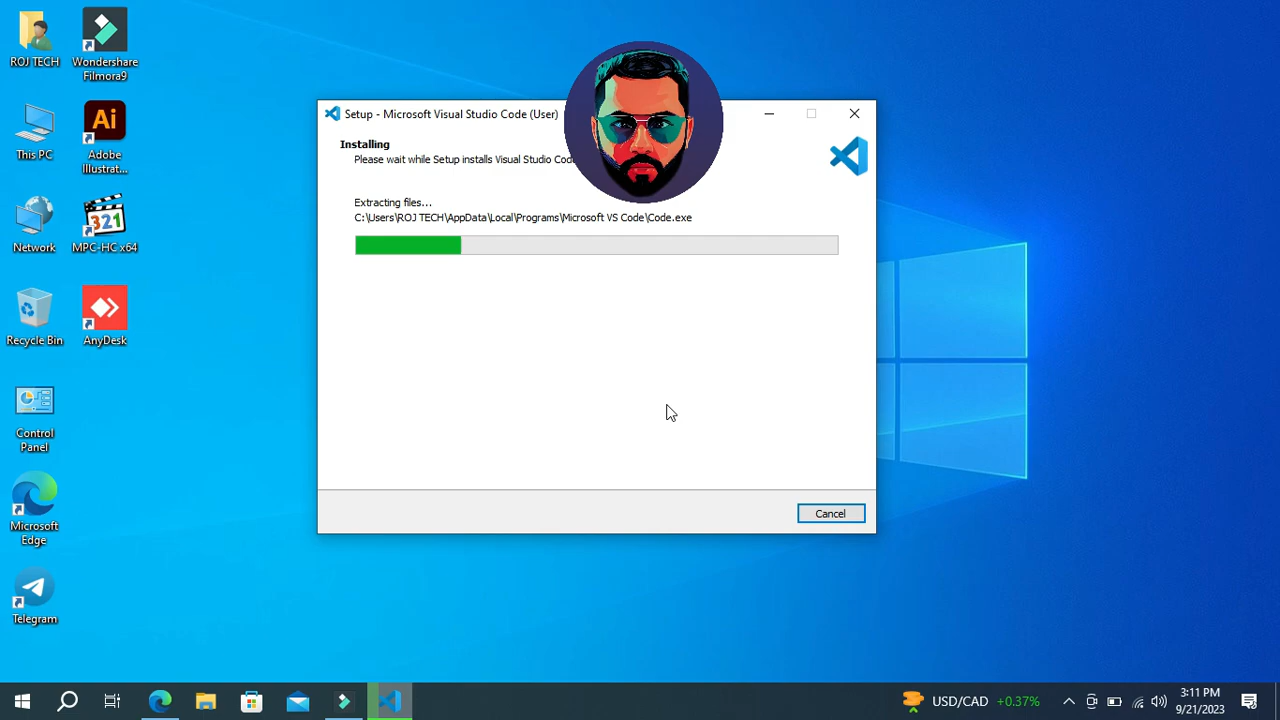 ROJ TECH
Wondershare
Filmora9
This PC
Ai
Adobe
Illustrat...
Network
321
MPC-HC x64
Recycle Bin
AnyDesk
Control
Panel
Microsoft
Edge
Telegram
Setup - Microsoft Visual Studio Code (User)
Installing
Please wait while Setup installs Visual Studio Code
Extracting files...
C:\Users\ROJ TECH\AppData\Local\Programs\Microsoft VS Code\Code.exe
Cancel
USD/CAD +0.37%
3:11 PM
9/21/2023